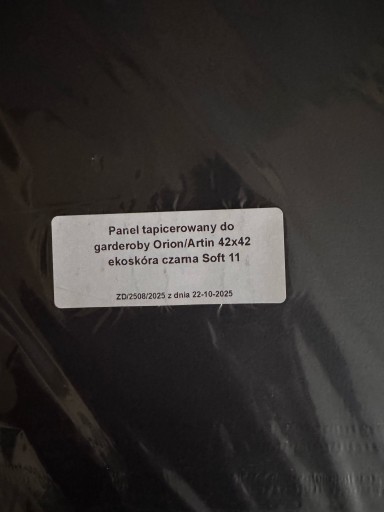 Panel tapicerowany do
garderoby Orion/Artin 42x42
ekoskóra czarna Soft 11
ZD/2508/2025 z dnia 22-10-2025